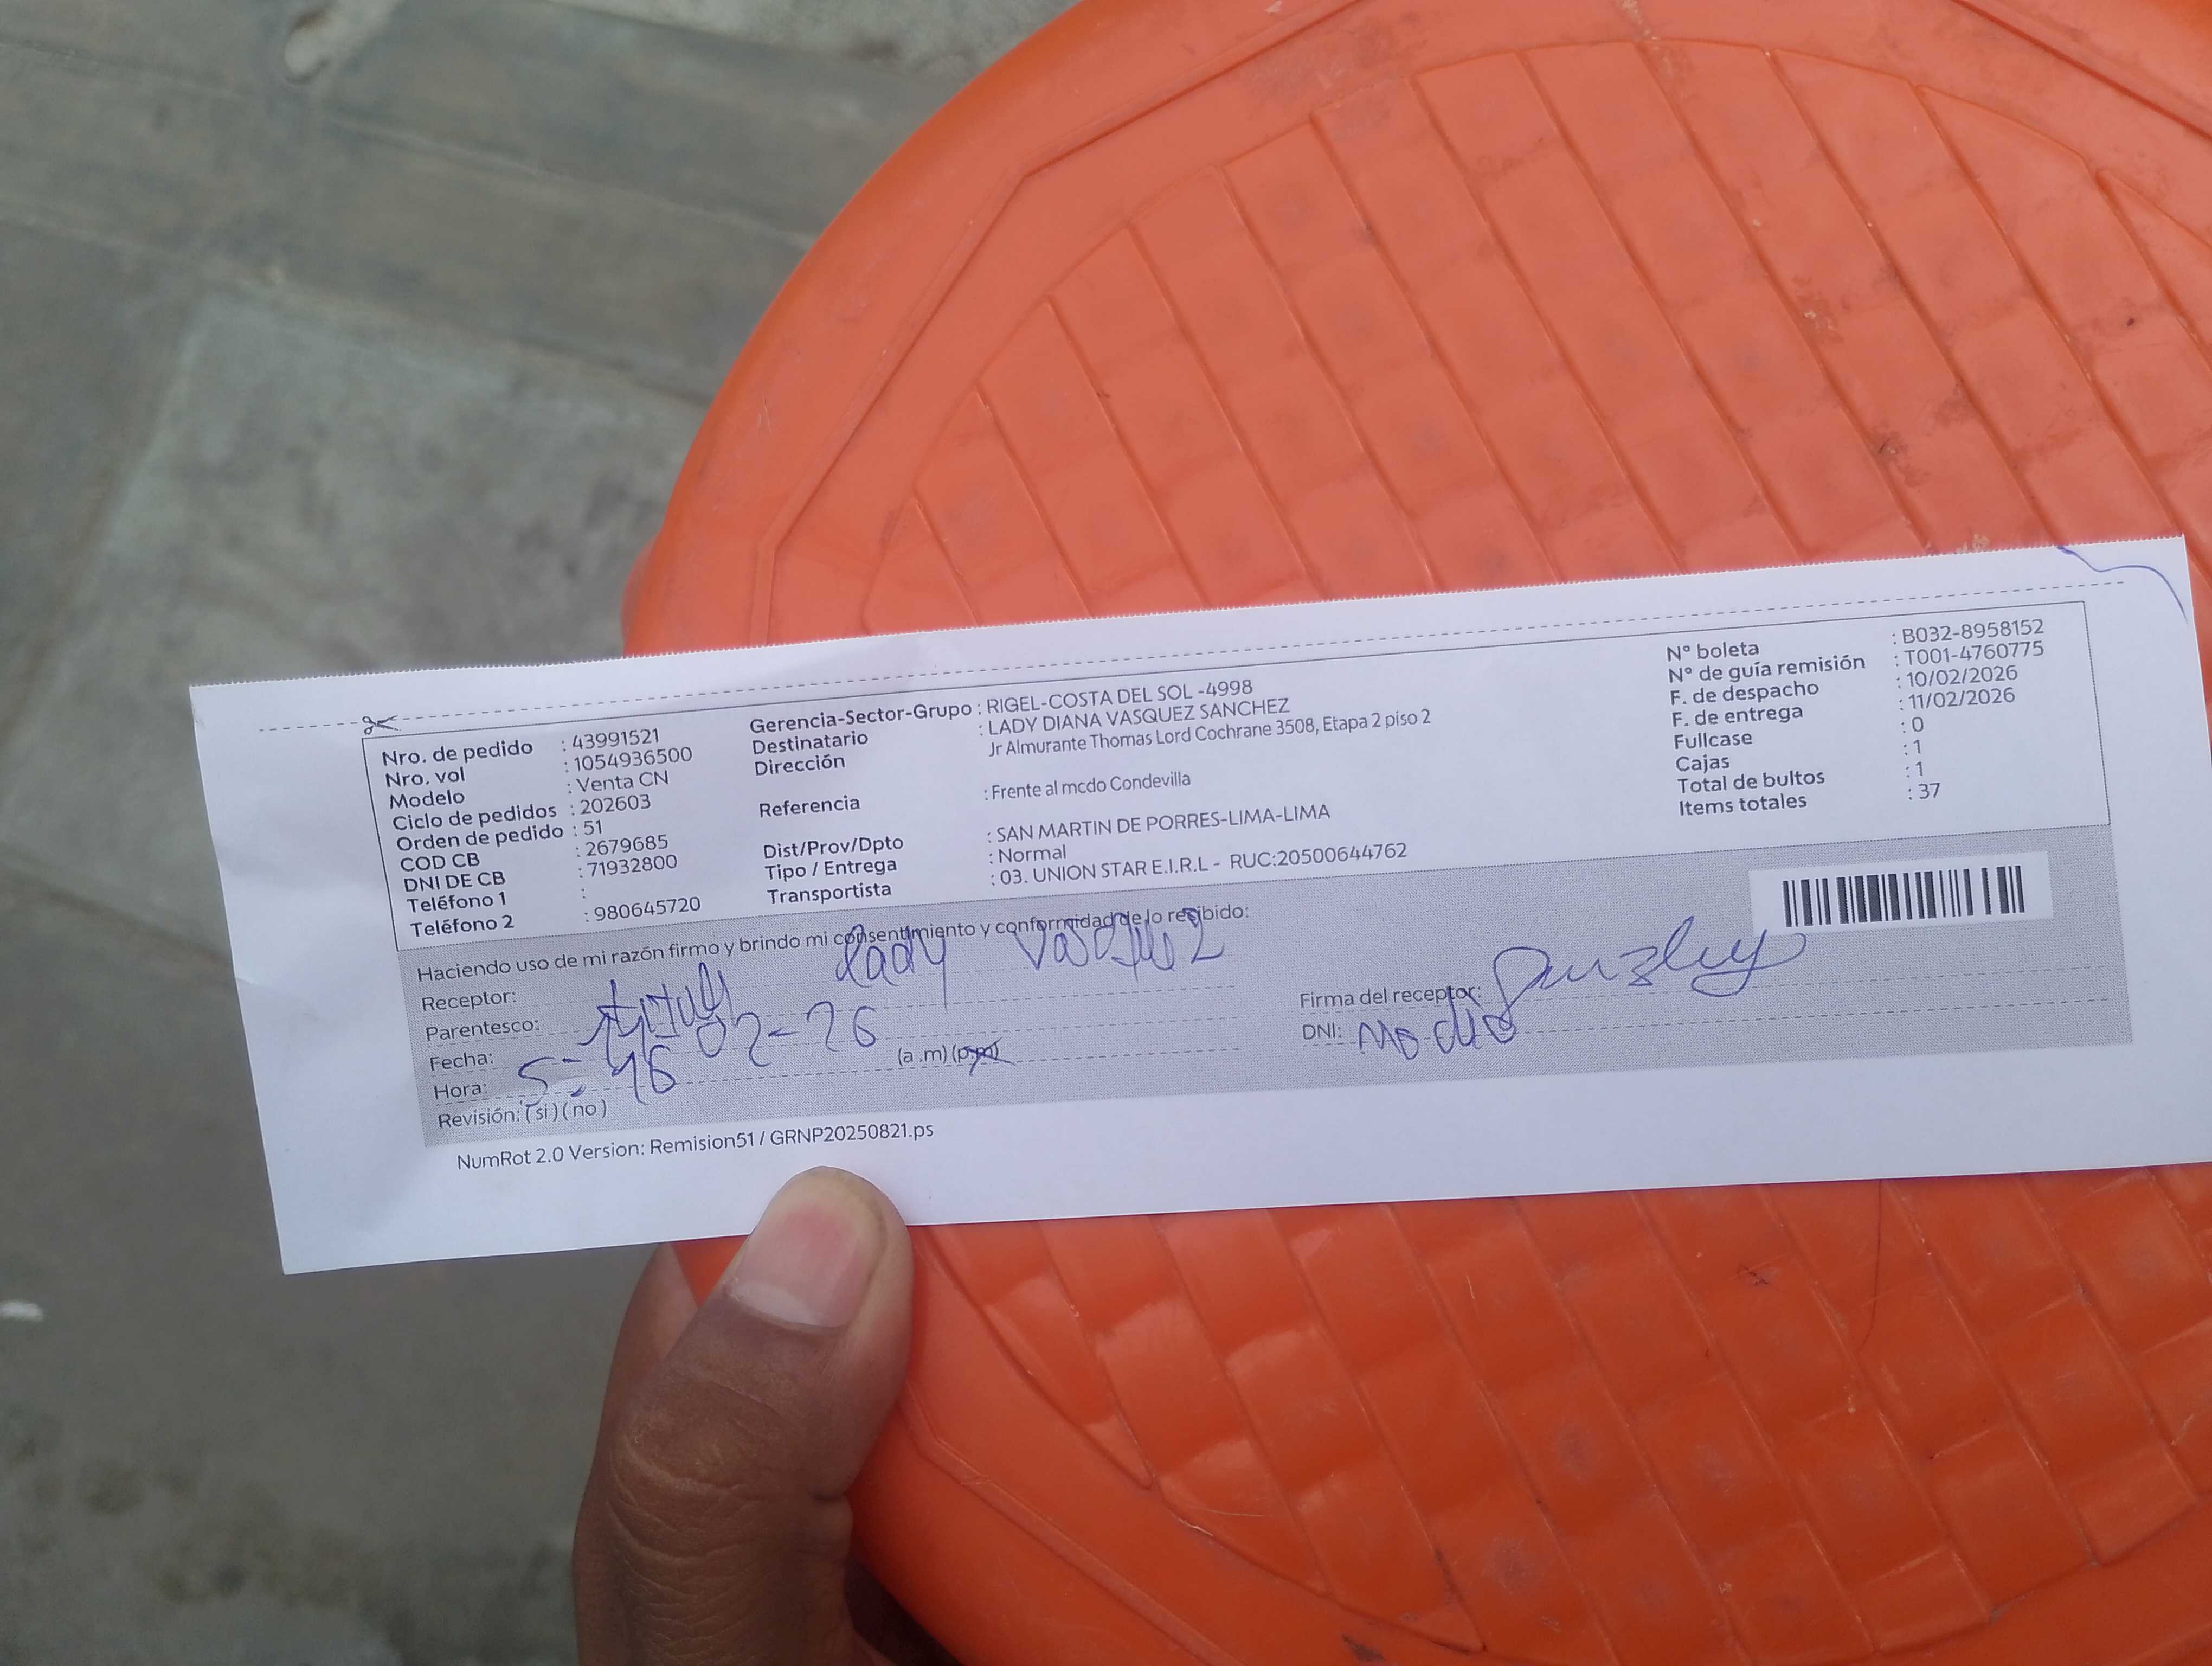 Nro. de pedido : 43991521
Nro. vol : 1054936500
Modelo : Venta CN
Ciclo de pedidos : 202603
Orden de pedido : 51
COD CB : 2679685
DNI DE CB : 71932800
Teléfono 1 :
Teléfono 2 : 980645720
Gerencia-Sector-Grupo : RIGEL-COSTA DEL SOL -4998
Destinatario : LADY DIANA VASQUEZ SANCHEZ
Dirección Jr Almurante Thomas Lord Cochrane 3508, Etapa 2 piso 2
Referencia : Frente al mcdo Condevilla
Dist/Prov/Dpto : SAN MARTIN DE PORRES-LIMA-LIMA
Tipo / Entrega : Normal
Transportista : 03. UNION STAR E.I.R.L - RUC:20500644762
N° boleta : B032-8958152
N° de guía remisión : T001-4760775
F. de despacho : 10/02/2026
F. de entrega : 11/02/2026
Fullcase : 0
Cajas : 1
Total de bultos : 1
Items totales : 37
Haciendo uso de mi razón firmo y brindo mi consentimiento y conformidad de lo recibido:
Receptor: Lady Vasquez
Parentesco:
Fecha: 02-26
Hora: 5:46 (a .m) (p.m)
Revisión: (si) (no)
Firma del receptor:
DNI:
NumRot 2.0 Version: Remision51 / GRNP20250821.ps